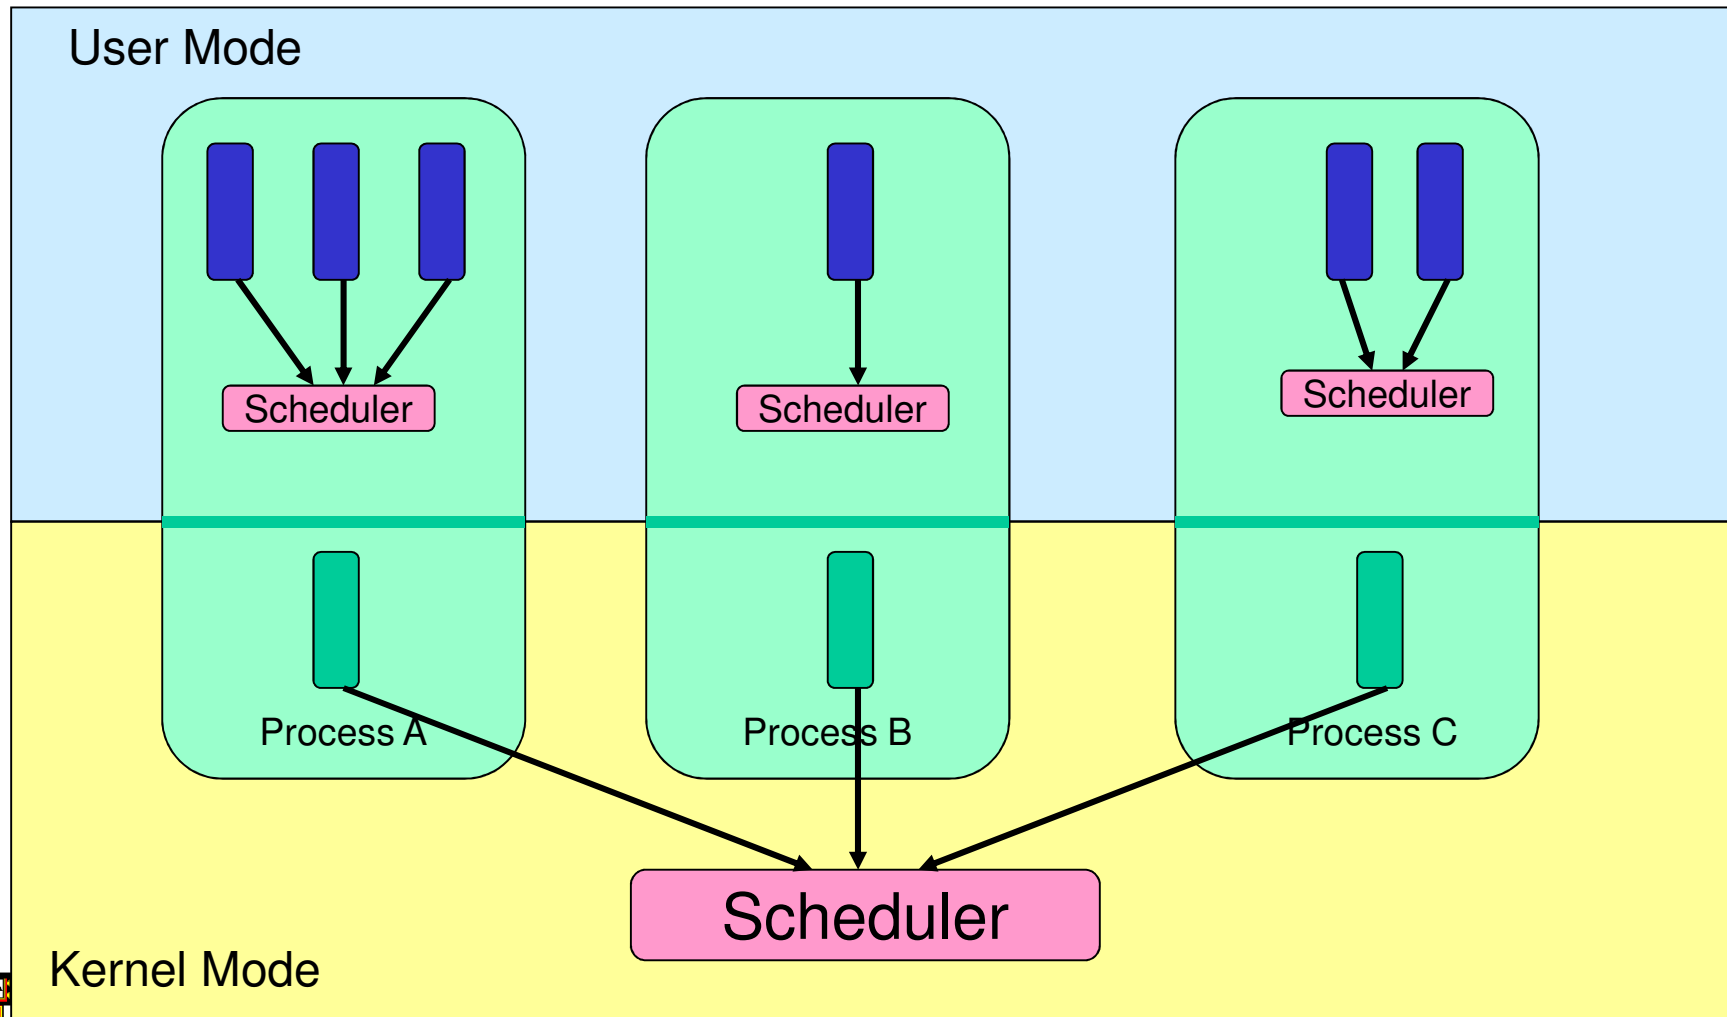 User Mode
Scheduler
Scheduler
Scheduler
Process A
Process B
Process C
Scheduler
Kernel Mode